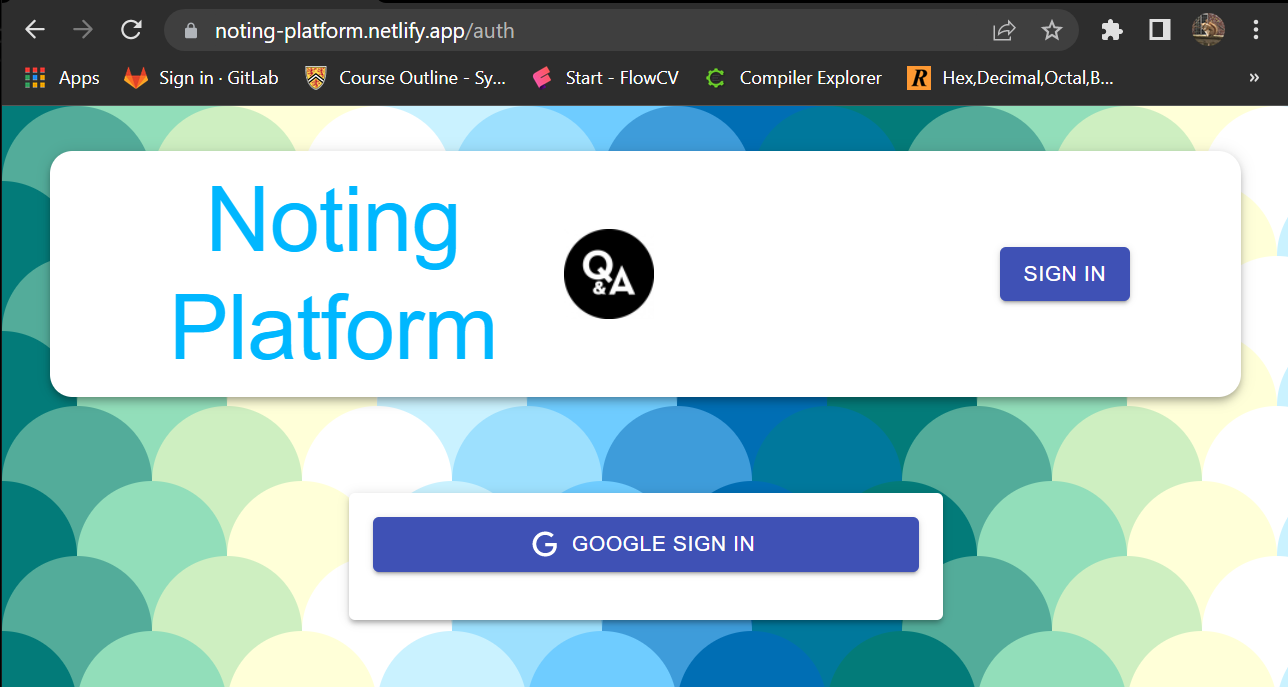 noting-platform.netlify.app/auth
Apps Sign in · GitLab Course Outline - Sy... Start - FlowCV Compiler Explorer R Hex,Decimal,Octal,B... »
Noting
Platform
Q
&A
SIGN IN
G GOOGLE SIGN IN